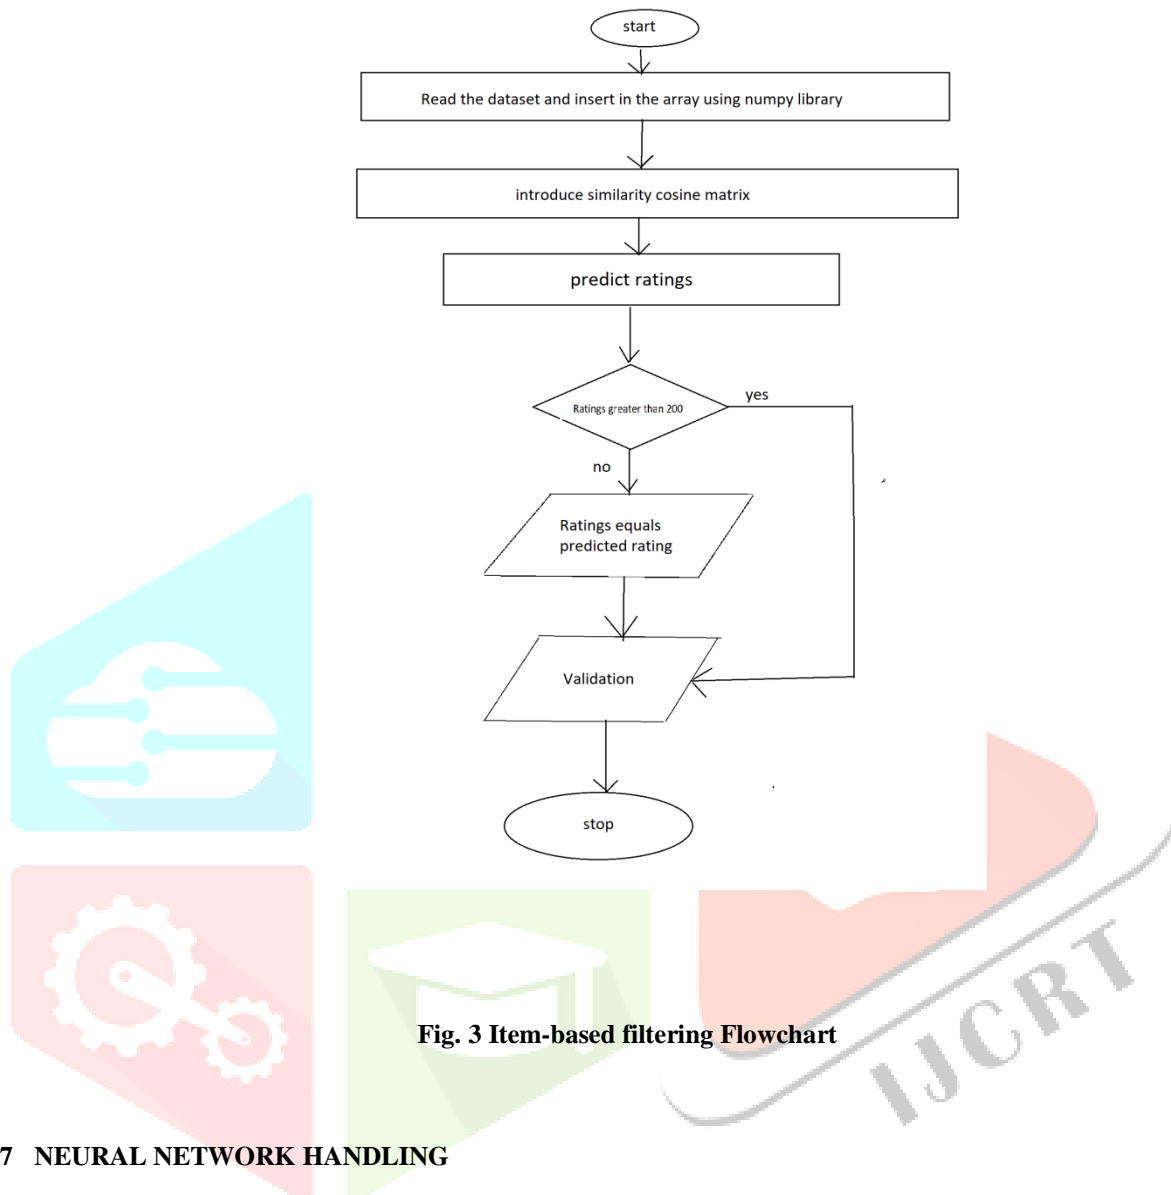 start
Read the dataset and insert in the array using numpy library
introduce similarity cosine matrix
predict ratings
Ratings greater than 200
yes
no
Ratings equals
predicted rating
Validation
stop
Fig. 3 Item-based filtering Flowchart
IJCRT
7 NEURAL NETWORK HANDLING